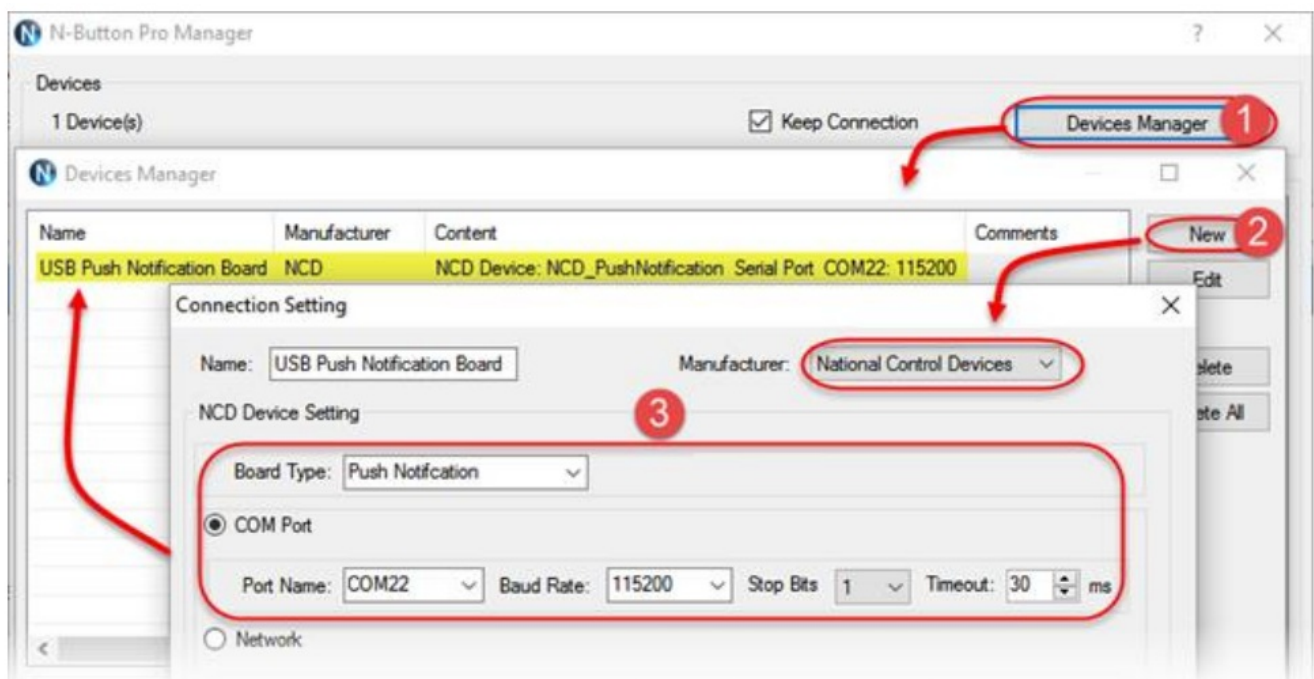 N-Button Pro Manager
Devices
1 Device(s)
Keep Connection
Devices Manager
1
Devices Manager
Name Manufacturer Content Comments
New
2
USB Push Notification Board NCD NCD Device: NCD_PushNotification Serial Port COM22: 115200
Edit
Connection Setting
Name: USB Push Notification Board Manufacturer: National Control Devices
elete
NCD Device Setting
3
ete All
Board Type: Push Notifcation
COM Port
Port Name: COM22 Baud Rate: 115200 Stop Bits 1 Timeout: 30 ms
Network